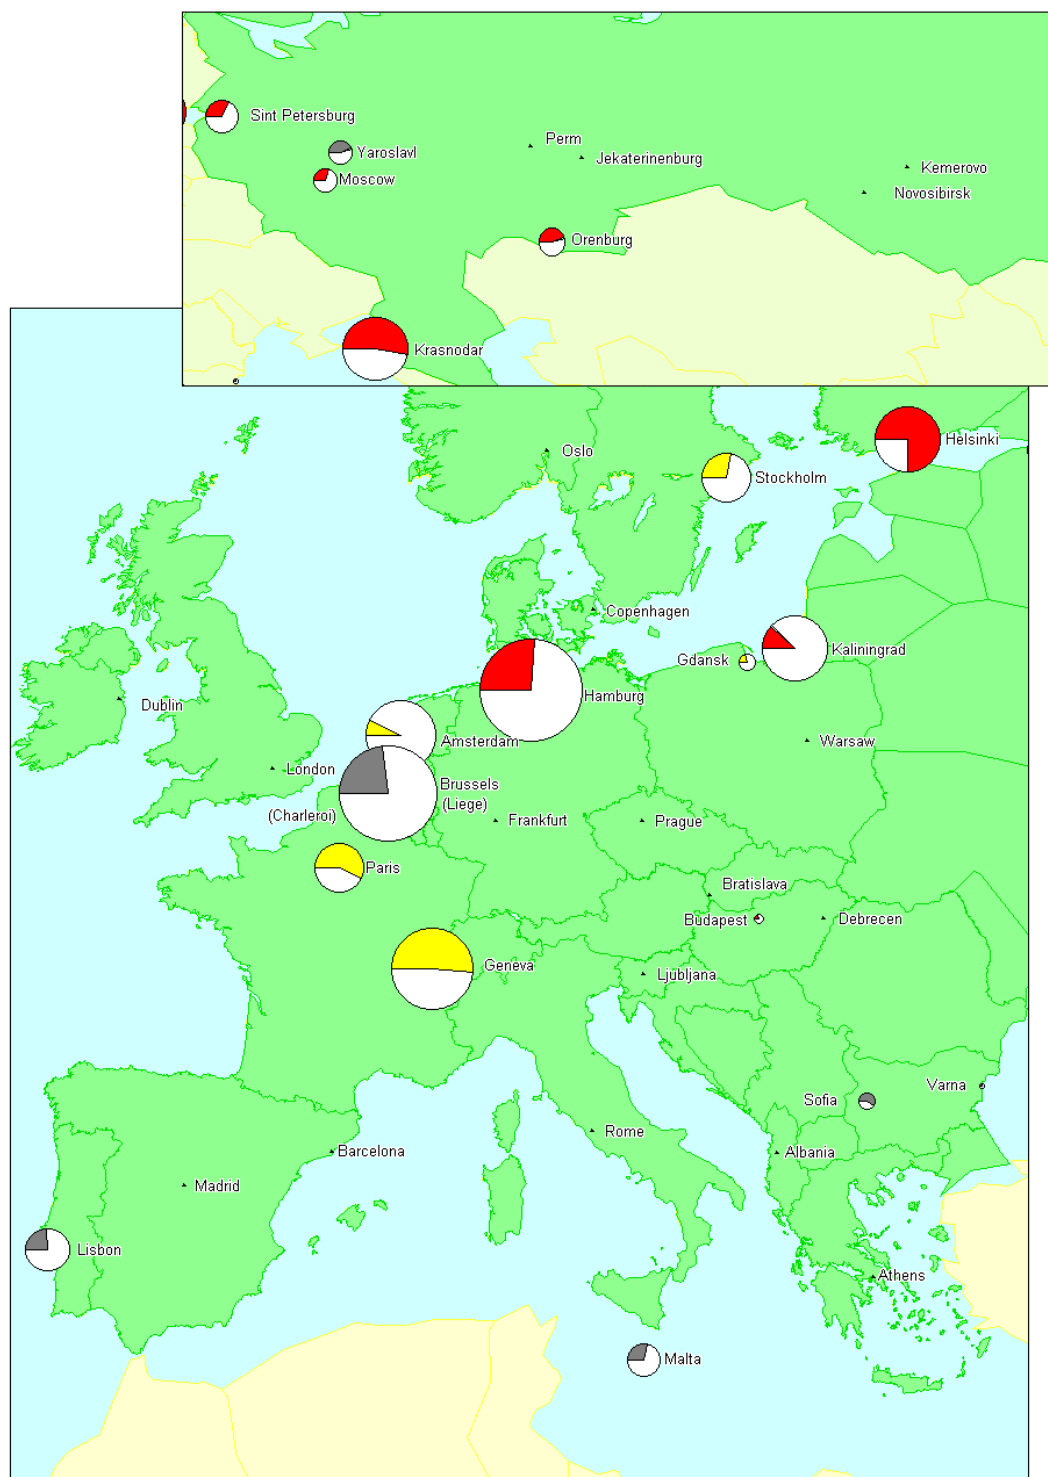 Sint Petersburg
Perm
Yaroslavl
Jekaterinenburg
Kemerovo
Moscow
Novosibirsk
Orenburg
Krasnodar
Helsinki
Oslo
Stockholm
Copenhagen
Kaliningrad
Gdansk
Hamburg
Dublin
Amsterdam
Warsaw
London
Brussels
(Liege)
(Charleroi)
Frankfurt
Prague
Paris
Bratislava
Budapest
Debrecen
Geneva
Ljubljana
Varna
Sofia
Rome
Barcelona
Albania
Madrid
Lisbon
Athens
Malta